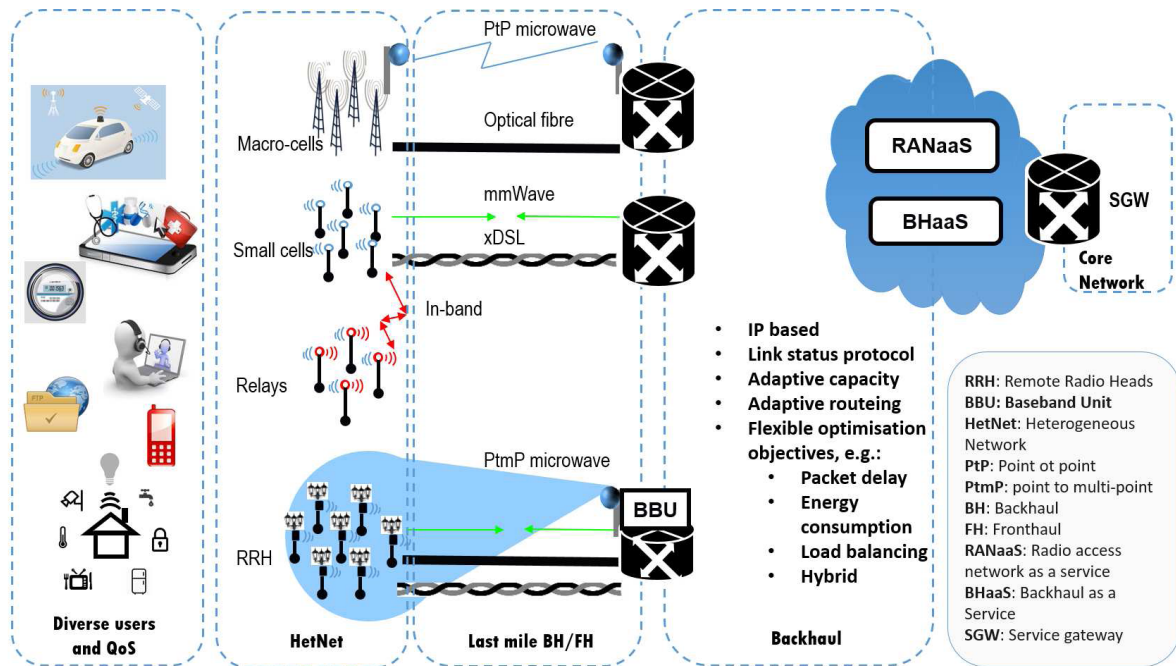 PtP microwave
Optical fibre
Macro-cells
mmWave
xDSL
Small cells
In-band
Relays
PtmP microwave
BBU
RRH
FTP
Diverse users
and QoS
HetNet
Last mile BH/FH
Backhaul
RANaaS
BHaaS
SGW
Core
Network
• IP based
• Link status protocol
• Adaptive capacity
• Adaptive routeing
• Flexible optimisation
objectives, e.g.:
• Packet delay
• Energy
consumption
• Load balancing
• Hybrid
RRH: Remote Radio Heads
BBU: Baseband Unit
HetNet: Heterogeneous
Network
PtP: Point ot point
PtmP: point to multi-point
BH: Backhaul
FH: Fronthaul
RANaaS: Radio access
network as a service
BHaaS: Backhaul as a
Service
SGW: Service gateway